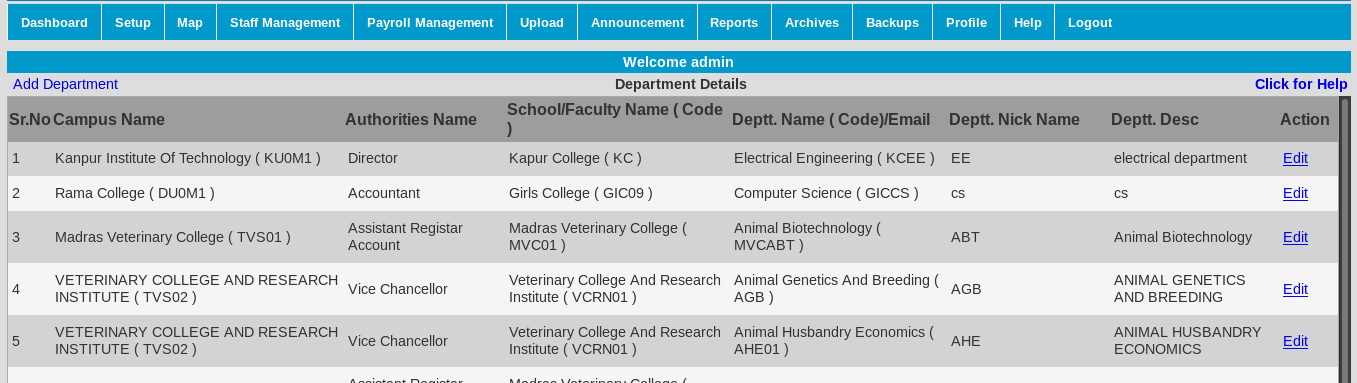 Dashboard Setup Map Staff Management Payroll Management Upload Announcement Reports Archives Backups Profile Help Logout
Welcome admin
Add Department Department Details Click for Help
Sr.No Campus Name Authorities Name School/Faculty Name ( Code ) Deptt. Name ( Code)/Email Deptt. Nick Name Deptt. Desc Action
1 Kanpur Institute Of Technology ( KU0M1 ) Director Kapur College ( KC ) Electrical Engineering ( KCEE ) EE electrical department Edit
2 Rama College ( DU0M1 ) Accountant Girls College ( GIC09 ) Computer Science ( GICCS ) cs cs Edit
3 Madras Veterinary College ( TVS01 ) Assistant Registar Account Madras Veterinary College ( MVC01 ) Animal Biotechnology ( MVCABT ) ABT Animal Biotechnology Edit
4 VETERINARY COLLEGE AND RESEARCH INSTITUTE ( TVS02 ) Vice Chancellor Veterinary College And Research Institute ( VCRN01 ) Animal Genetics And Breeding ( AGB ) AGB ANIMAL GENETICS AND BREEDING Edit
5 VETERINARY COLLEGE AND RESEARCH INSTITUTE ( TVS02 ) Vice Chancellor Veterinary College And Research Institute ( VCRN01 ) Animal Husbandry Economics ( AHE01 ) AHE ANIMAL HUSBANDRY ECONOMICS Edit
Assistant Registar Madras Veterinary College (